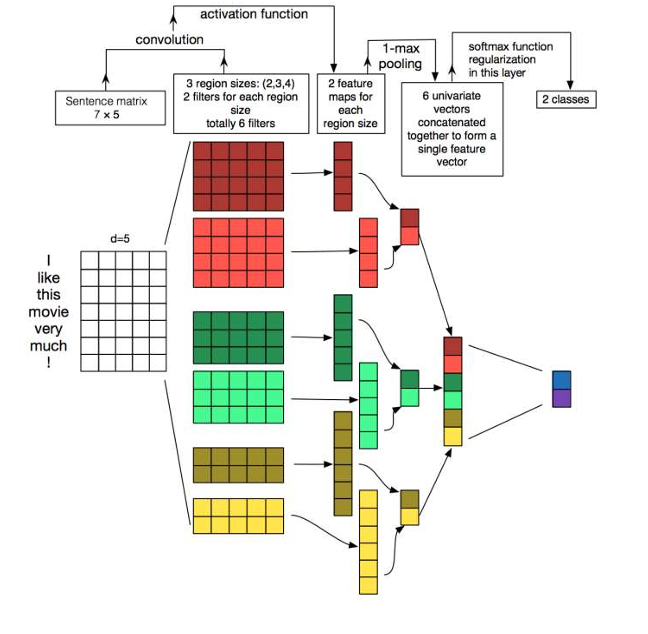 activation function
convolution
1-max
pooling
softmax function
regularization
in this layer
Sentence matrix
7 × 5
3 region sizes: (2,3,4)
2 filters for each region
size
totally 6 filters
2 feature
maps for
each
region size
6 univariate
vectors
concatenated
together to form a
single feature
vector
2 classes
d=5
I
like
this
movie
very
much
!